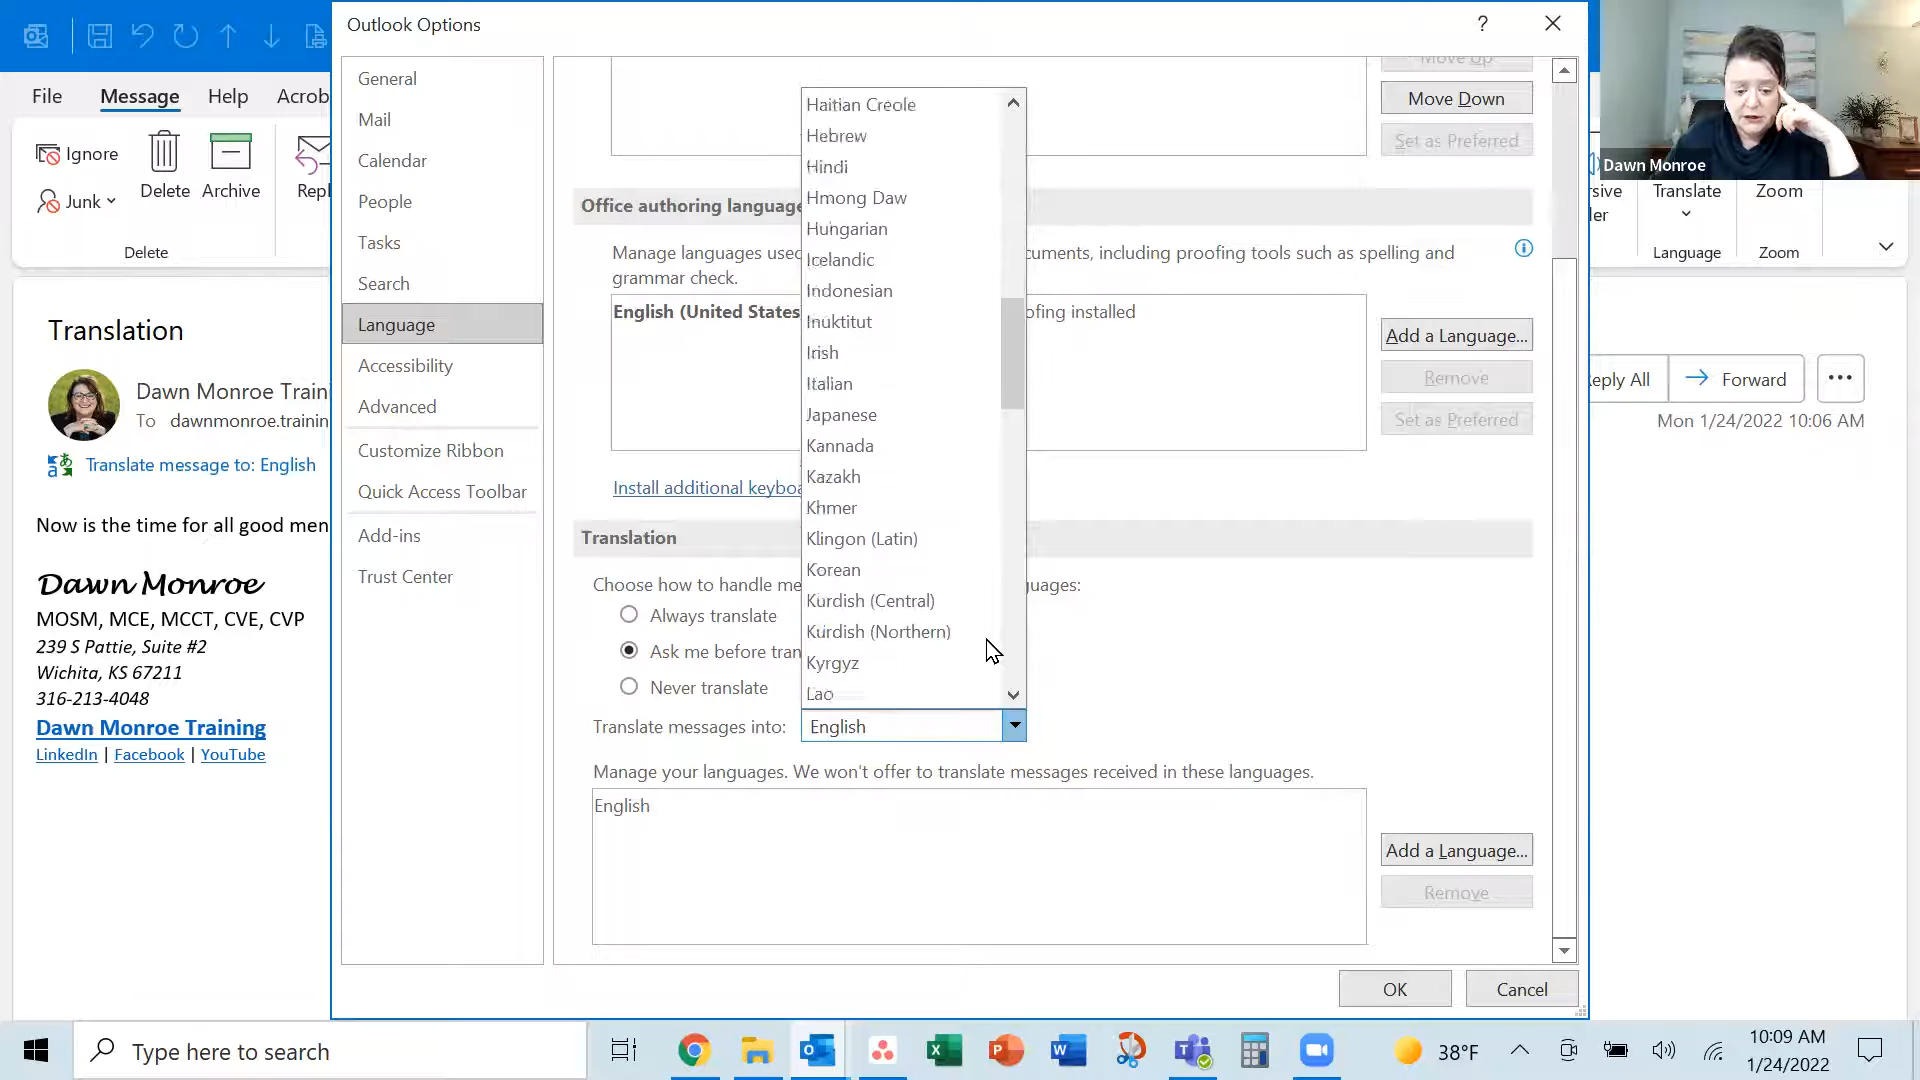 Outlook Options
?
File
Message
Help
Acrob
Ignore
Junk
Delete
Archive
Repl
Delete
General
Mail
Calendar
People
Tasks
Search
Language
Accessibility
Advanced
Customize Ribbon
Quick Access Toolbar
Add-ins
Trust Center
Move Up
Move Down
Set as Preferred
Office authoring language
Manage languages used
cuments, including proofing tools such as spelling and
grammar check.
English (United States
ofing installed
Add a Language...
Remove
Set as Preferred
Install additional keyboa
Translation
Choose how to handle me
guages:
Always translate
Ask me before tran
Never translate
Translate messages into:
English
Haitian Creole
Hebrew
Hindi
Hmong Daw
Hungarian
Icelandic
Indonesian
Inuktitut
Irish
Italian
Japanese
Kannada
Kazakh
Khmer
Klingon (Latin)
Korean
Kurdish (Central)
Kurdish (Northern)
Kyrgyz
Lao
Manage your languages. We won't offer to translate messages received in these languages.
English
Add a Language...
Remove
OK
Cancel
Dawn Monroe
rsive
er
Translate
Language
Zoom
Zoom
Reply All
Forward
Mon 1/24/2022 10:06 AM
Translation
Dawn Monroe Traini
To dawnmonroe.trainin
Translate message to: English
Now is the time for all good men
Dawn Monroe
MOSM, MCE, MCCT, CVE, CVP
239 S Pattie, Suite #2
Wichita, KS 67211
316-213-4048
Dawn Monroe Training
LinkedIn | Facebook | YouTube
Type here to search
38°F
10:09 AM
1/24/2022